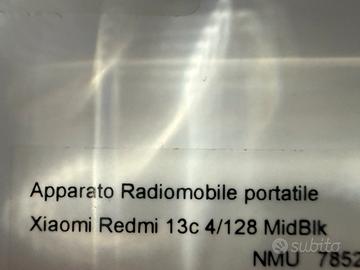 Apparato Radiomobile portatile
Xiaomi Redmi 13c 4/128 MidBlk
NMU 7852
subito